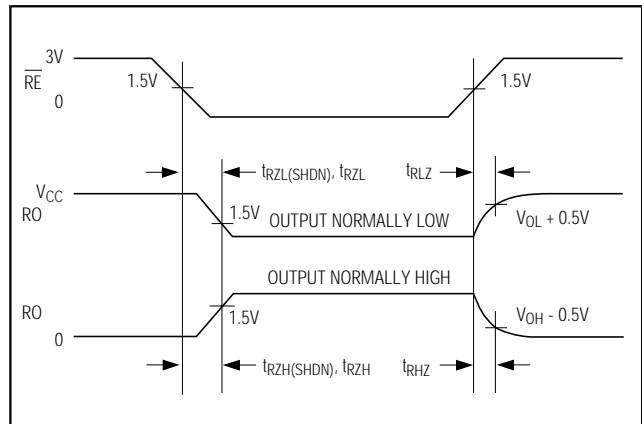 3V
RE
0
1.5V
1.5V
tRZL(SHDN), tRZL
tRLZ
VCC
RO
1.5V
OUTPUT NORMALLY LOW
VOL + 0.5V
OUTPUT NORMALLY HIGH
RO
0
1.5V
VOH - 0.5V
tRZH(SHDN), tRZH
tRHZ